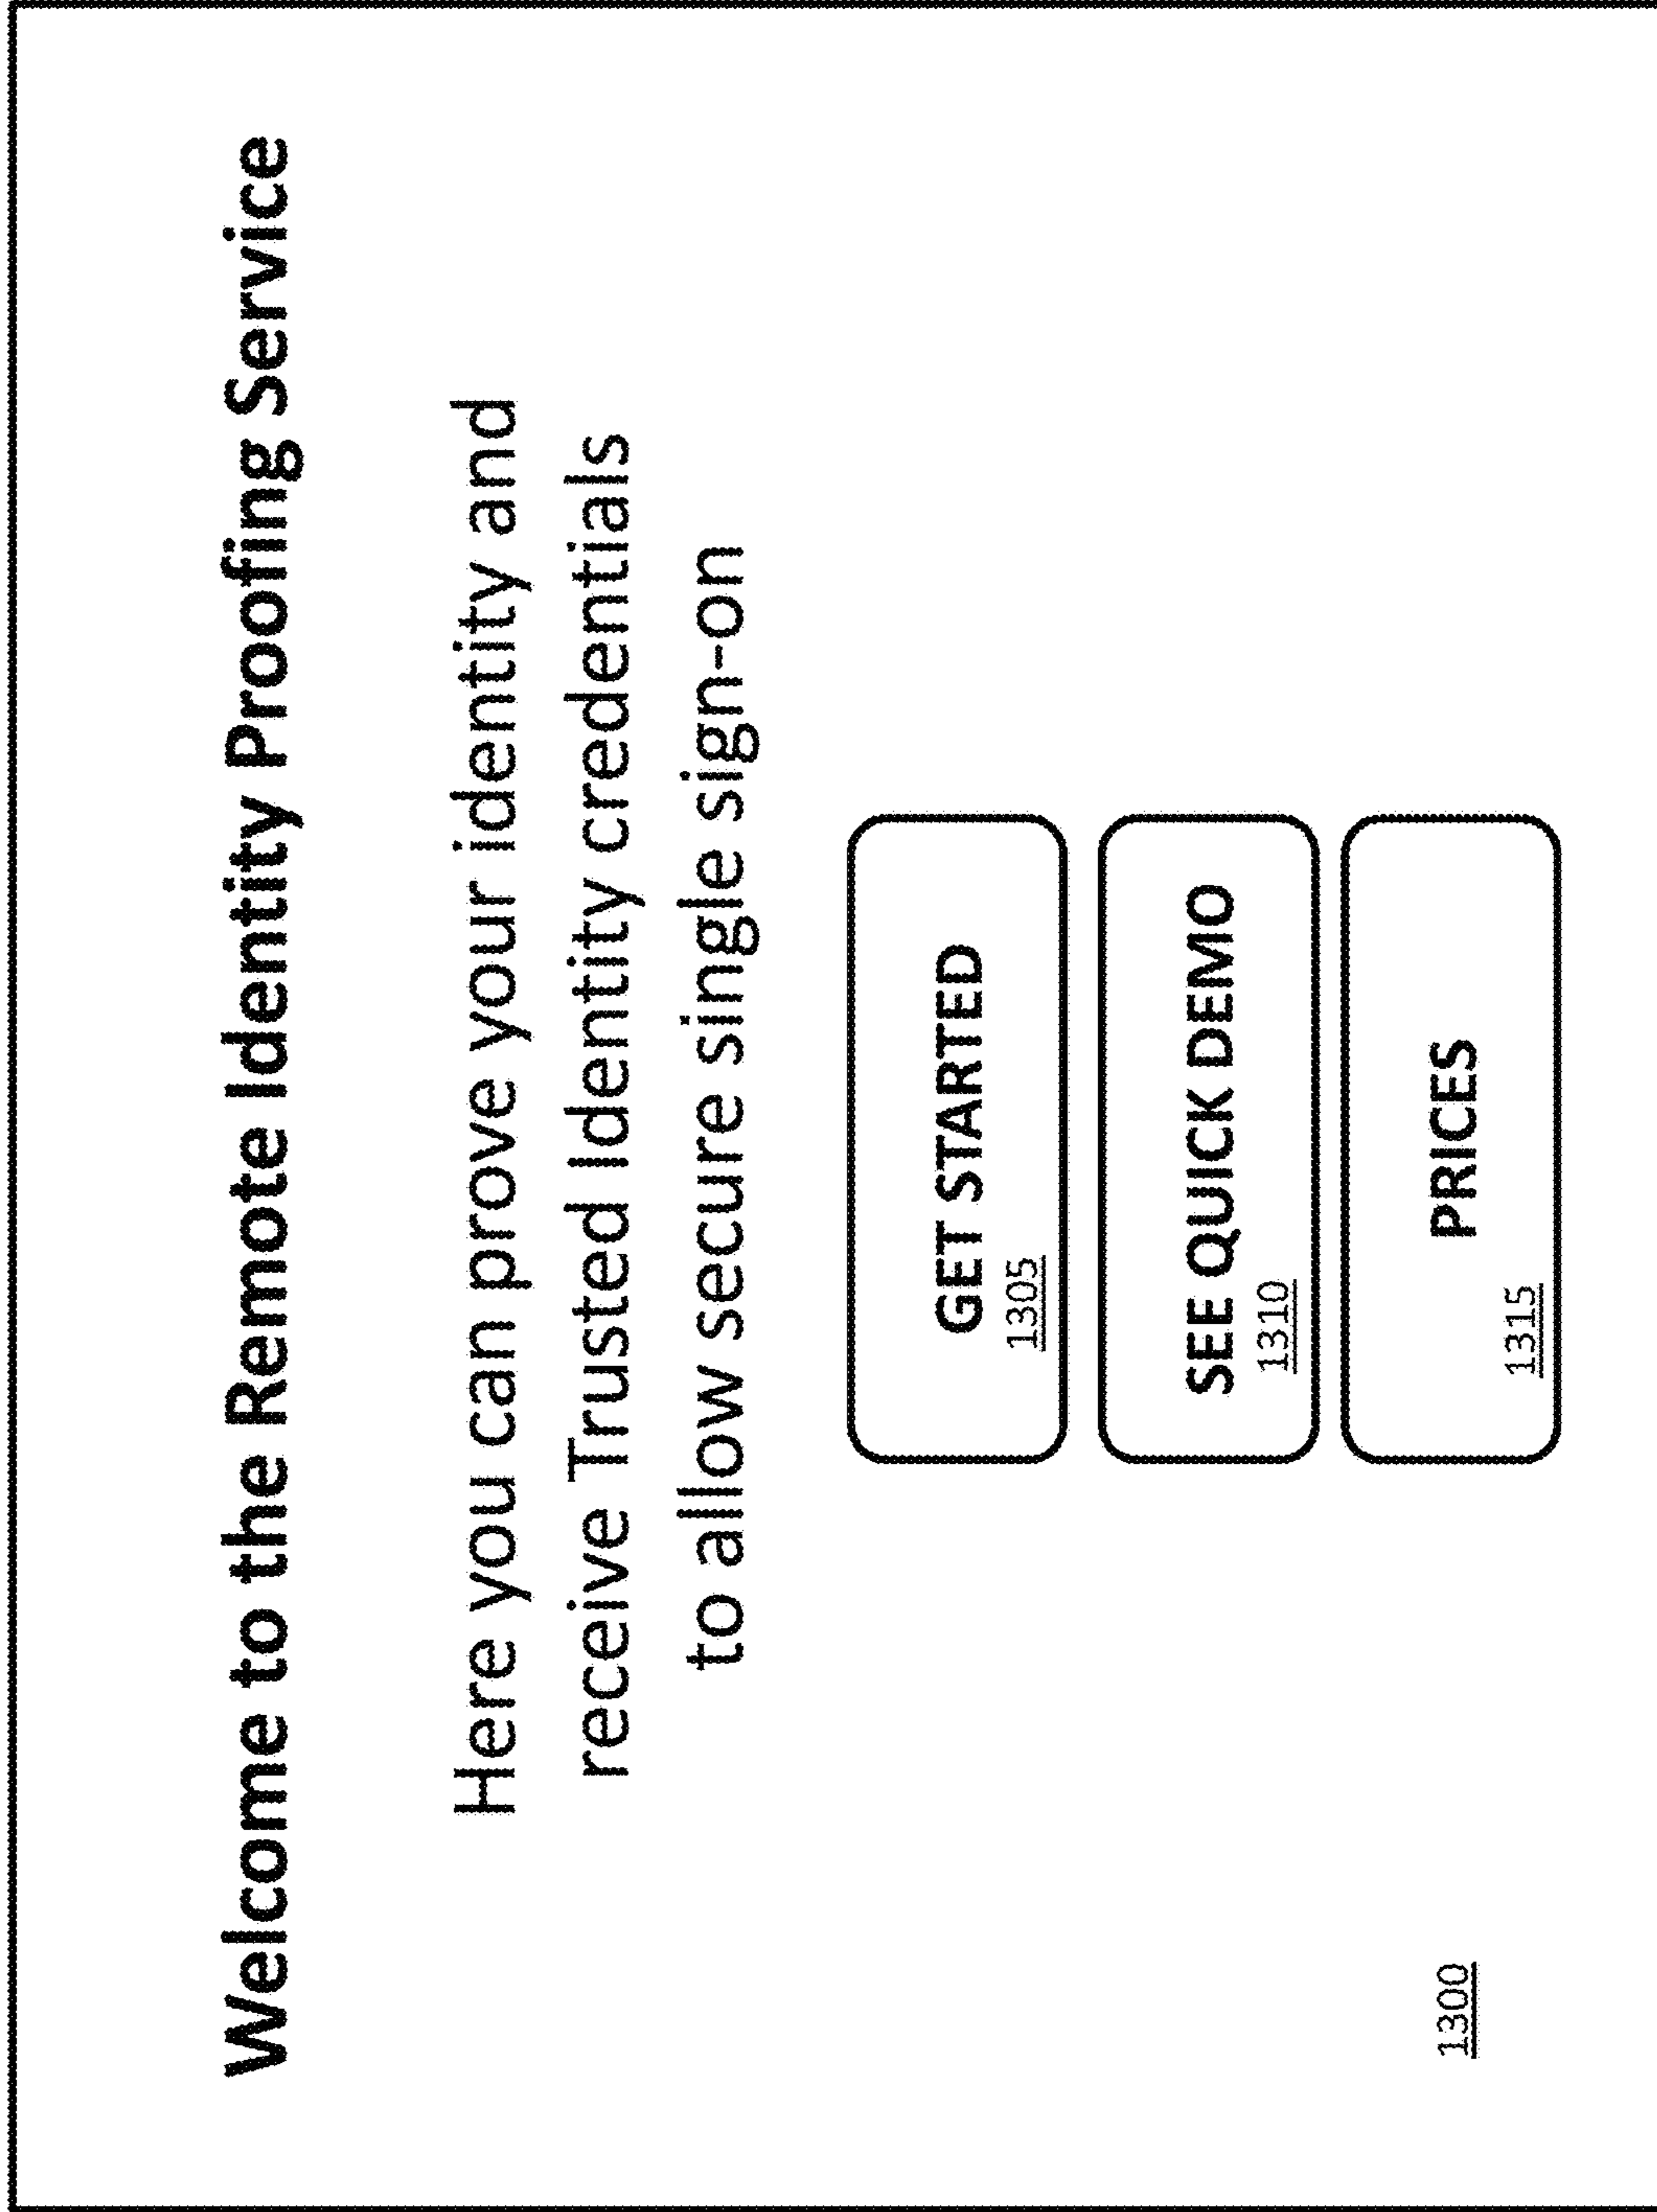 Welcome to the Remote Identity Proofing Service
Here you can prove your identity and
receive Trusted Identity credentials
to allow secure single sign-on
GET STARTED
1305
SEE QUICK DEMO
1310
PRICES
1315
1300